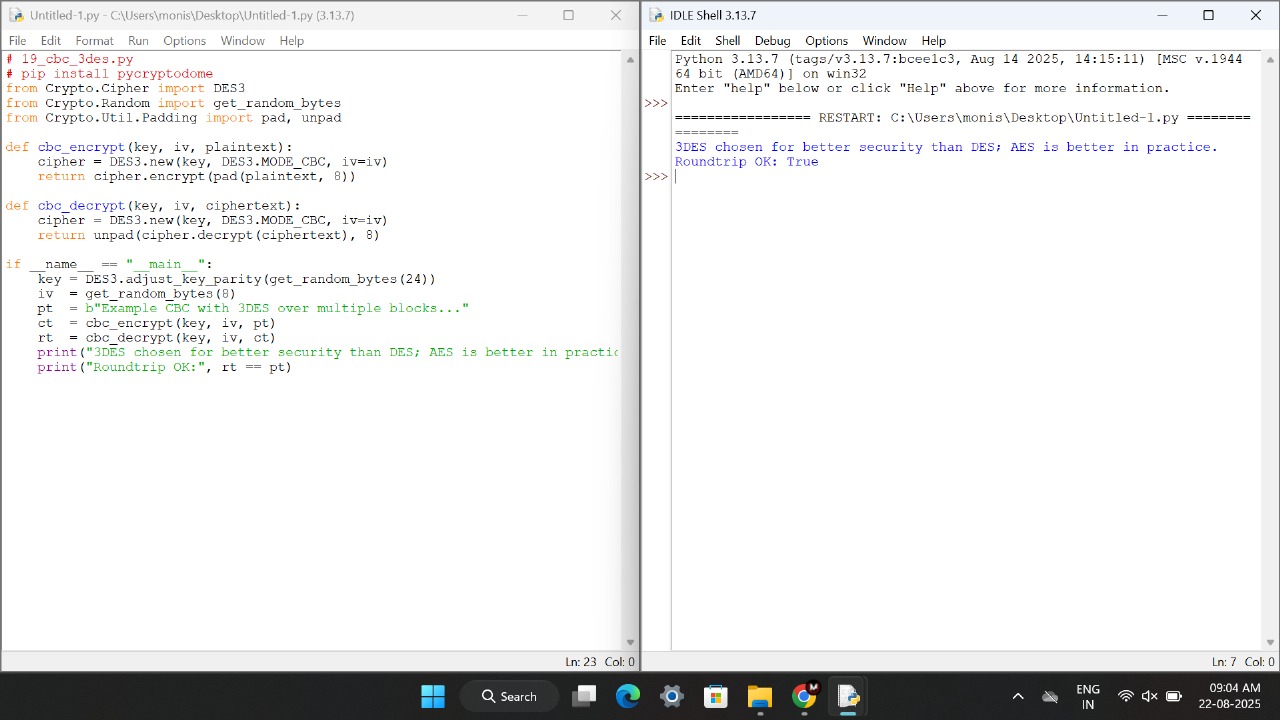 Untitled-1.py - C:\Users\monis\Desktop\Untitled-1.py (3.13.7)
File Edit Format Run Options Window Help
# 19_cbc_3des.py
# pip install pycryptodome
from Crypto.Cipher import DES3
from Crypto.Random import get_random_bytes
from Crypto.Util.Padding import pad, unpad
def cbc_encrypt(key, iv, plaintext):
    cipher = DES3.new(key, DES3.MODE_CBC, iv=iv)
    return cipher.encrypt(pad(plaintext, 8))
def cbc_decrypt(key, iv, ciphertext):
    cipher = DES3.new(key, DES3.MODE_CBC, iv=iv)
    return unpad(cipher.decrypt(ciphertext), 8)
if __name__ == "__main__":
    key = DES3.adjust_key_parity(get_random_bytes(24))
    iv  = get_random_bytes(8)
    pt  = b"Example CBC with 3DES over multiple blocks..."
    ct  = cbc_encrypt(key, iv, pt)
    rt  = cbc_decrypt(key, iv, ct)
    print("3DES chosen for better security than DES; AES is better in practic
    print("Roundtrip OK:", rt == pt)
Ln: 23 Col: 0
IDLE Shell 3.13.7
File Edit Shell Debug Options Window Help
Python 3.13.7 (tags/v3.13.7:bcee1c3, Aug 14 2025, 14:15:11) [MSC v.1944
64 bit (AMD64)] on win32
Enter "help" below or click "Help" above for more information.
>>>
================= RESTART: C:\Users\monis\Desktop\Untitled-1.py ========
========
3DES chosen for better security than DES; AES is better in practice.
Roundtrip OK: True
>>>
Ln: 7 Col: 0
Search
M
ENG
IN
09:04 AM
22-08-2025